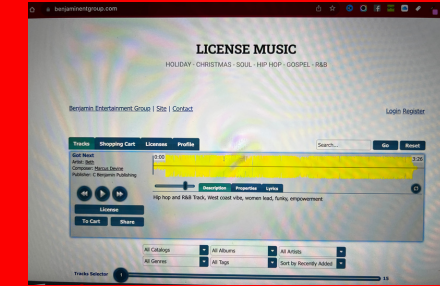 benjaminentgroup.com
LICENSE MUSIC
HOLIDAY - CHRISTMAS - SOUL - HIP HOP - GOSPEL - R&B
Benjamin Entertainment Group | Site | Contact
Login Register
Tracks Shopping Cart Licenses Profile
Search... Go Reset
Got Next
Artist: Beth
Composer: Marcus Devine
Publisher: C Benjamin Publishing
0:00 3:26
Description Properties Lyrics
Hip hop and R&B Track, West coast vibe, women lead, funky, empowerment
License
To Cart Share
All Catalogs All Albums All Artists
All Genres All Tags Sort by Recently Added
Tracks Selector 1 15